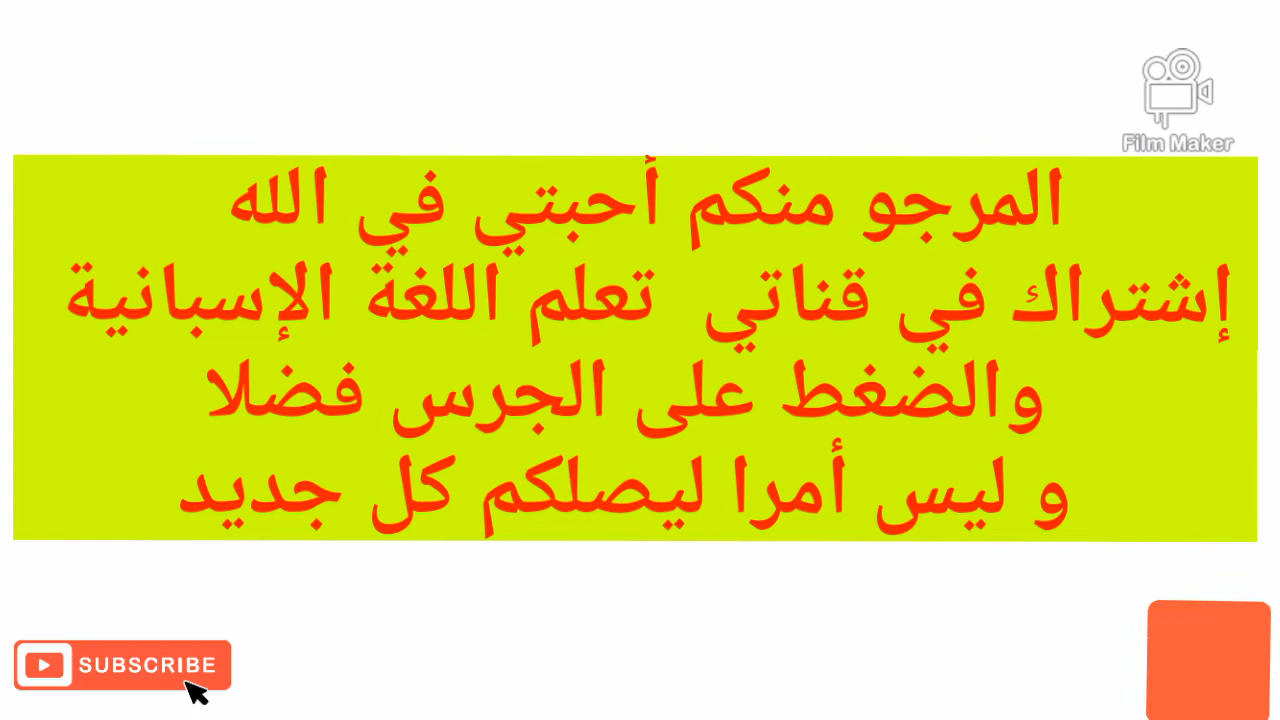 Film Maker
المرجو منكم أحبتي في الله
إشتراك في قناتي تعلم اللغة الإسبانية
والضغط على الجرس فضلا
و ليس أمرا ليصلكم كل جديد
SUBSCRIBE